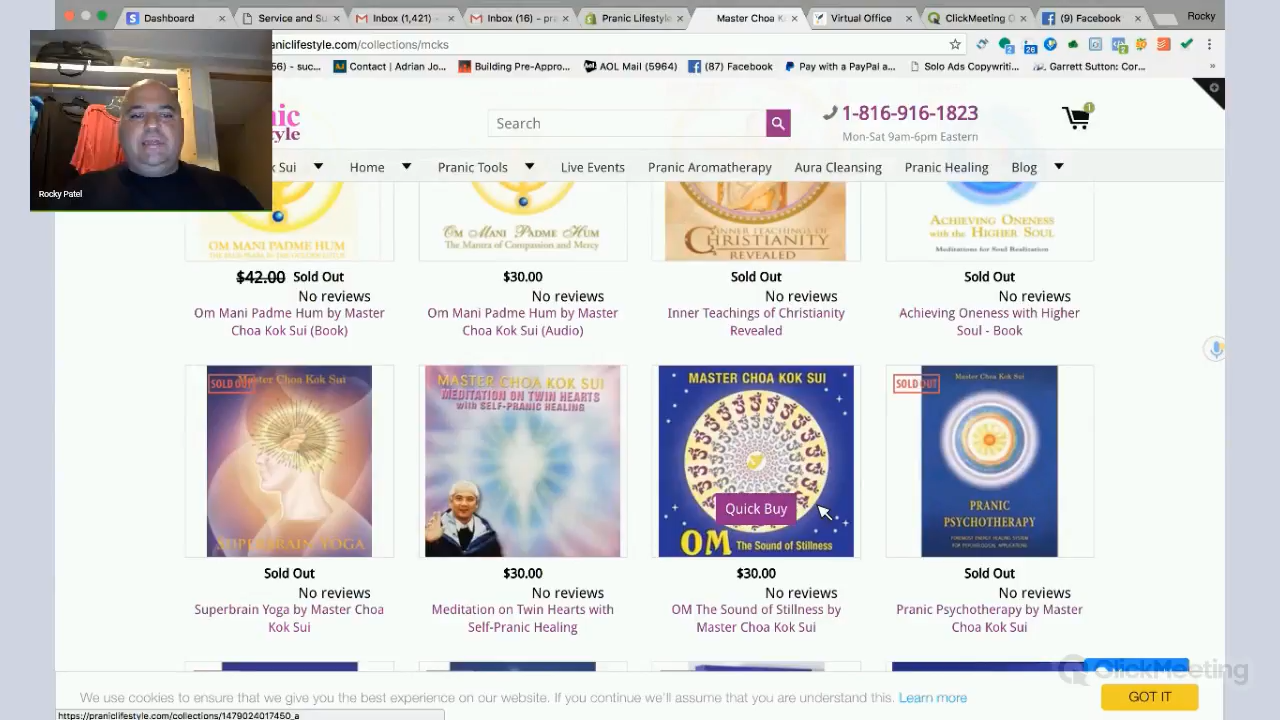 Dashboard
Service and Su
Inbox (1,421)
Inbox (16) - pra
Pranic Lifestyle
Master Choa K
Virtual Office
ClickMeeting
(9) Facebook
Rocky
niclifestyle.com/collections/mcks
56) - suc...
Contact | Adrian Jo...
Building Pre-Appro...
AOL Mail (5964)
(87) Facebook
Pay with a PayPal a...
Solo Ads Copywrit...
Garrett Sutton: Cor...
Rocky Patel
nic
style
Search
1-816-916-1823
Mon-Sat 9am-6pm Eastern
1
k Sui
Home
Pranic Tools
Live Events
Pranic Aromatherapy
Aura Cleansing
Pranic Healing
Blog
OM MANI PADME HUM
OM MANI PADME HUM
The Mantra of Compassion and Mercy
INNER TEACHINGS OF
CHRISTIANITY
REVEALED
ACHIEVING ONENESS
with the HIGHER SOUL
Meditations for Soul Realization
$42.00 Sold Out
No reviews
Om Mani Padme Hum by Master
Choa Kok Sui (Book)
$30.00
No reviews
Om Mani Padme Hum by Master
Choa Kok Sui (Audio)
Sold Out
No reviews
Inner Teachings of Christianity
Revealed
Sold Out
No reviews
Achieving Oneness with Higher
Soul - Book
SOLD OUT
Master Choa Kok Sui
SUPERBRAIN YOGA
MASTER CHOA KOK SUI
MEDITATION ON TWIN HEARTS
with SELF-PRANIC HEALING
MASTER CHOA KOK SUI
Quick Buy
OM The Sound of Stillness
SOLD OUT
Master Choa Kok Sui
PRANIC
PSYCHOTHERAPY
Sold Out
No reviews
Superbrain Yoga by Master Choa
Kok Sui
$30.00
No reviews
Meditation on Twin Hearts with
Self-Pranic Healing
$30.00
No reviews
OM The Sound of Stillness by
Master Choa Kok Sui
Sold Out
No reviews
Pranic Psychotherapy by Master
Choa Kok Sui
ClickMeeting
We use cookies to ensure that we give you the best experience on our website. If you continue we'll assume that you are understand this. Learn more
GOT IT
https://praniclifestyle.com/collections/1479024017450_a